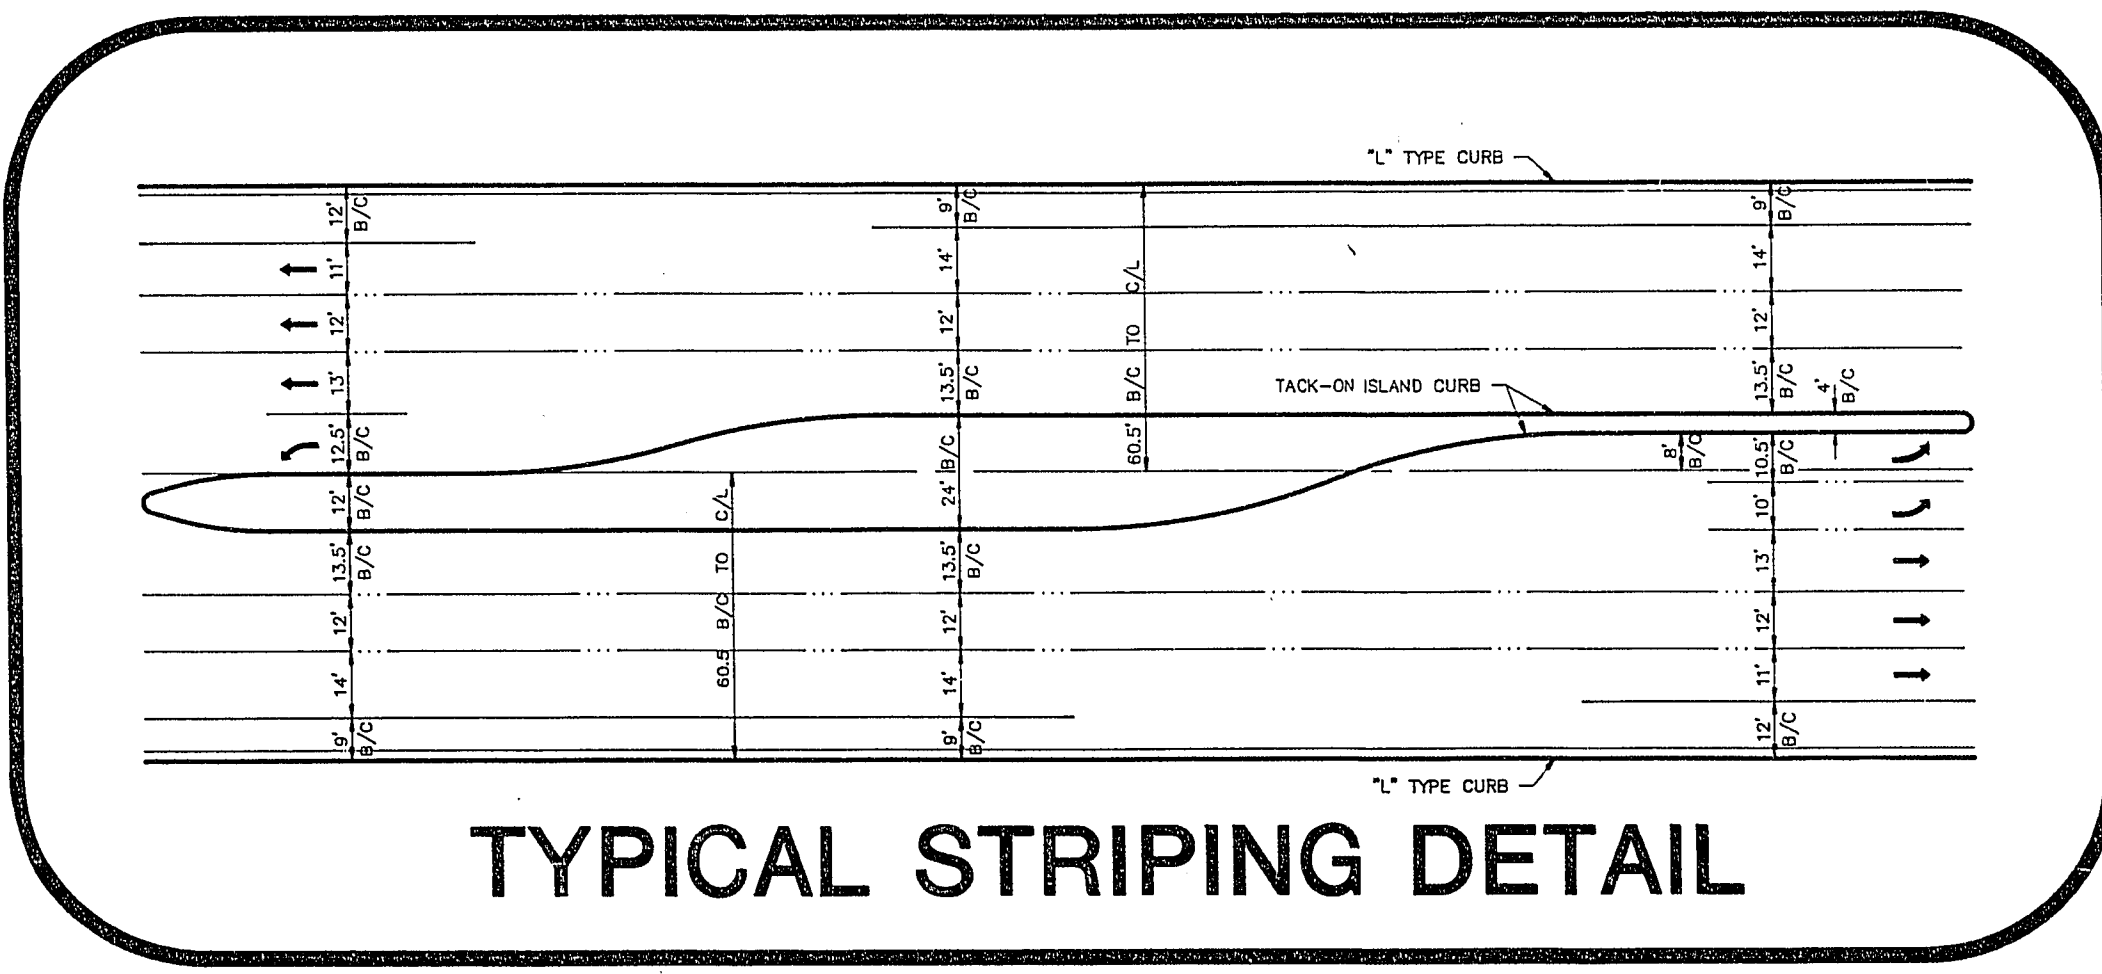 "L" TYPE CURB
12' B/C
11'
12'
13'
12.5' B/C
12' B/C
13.5' B/C
12'
14'
9' B/C
60.5 B/C TO C/L
9' B/C
14'
12'
13.5' B/C
24' B/C
13.5' B/C
12'
14'
9' B/C
60.5' B/C TO C/L
TACK-ON ISLAND CURB
8' B/C
9' B/C
14'
12'
13.5' B/C
4' B/C
10.5' B/C
10'
13'
12'
11'
12' B/C
"L" TYPE CURB
TYPICAL STRIPING DETAIL